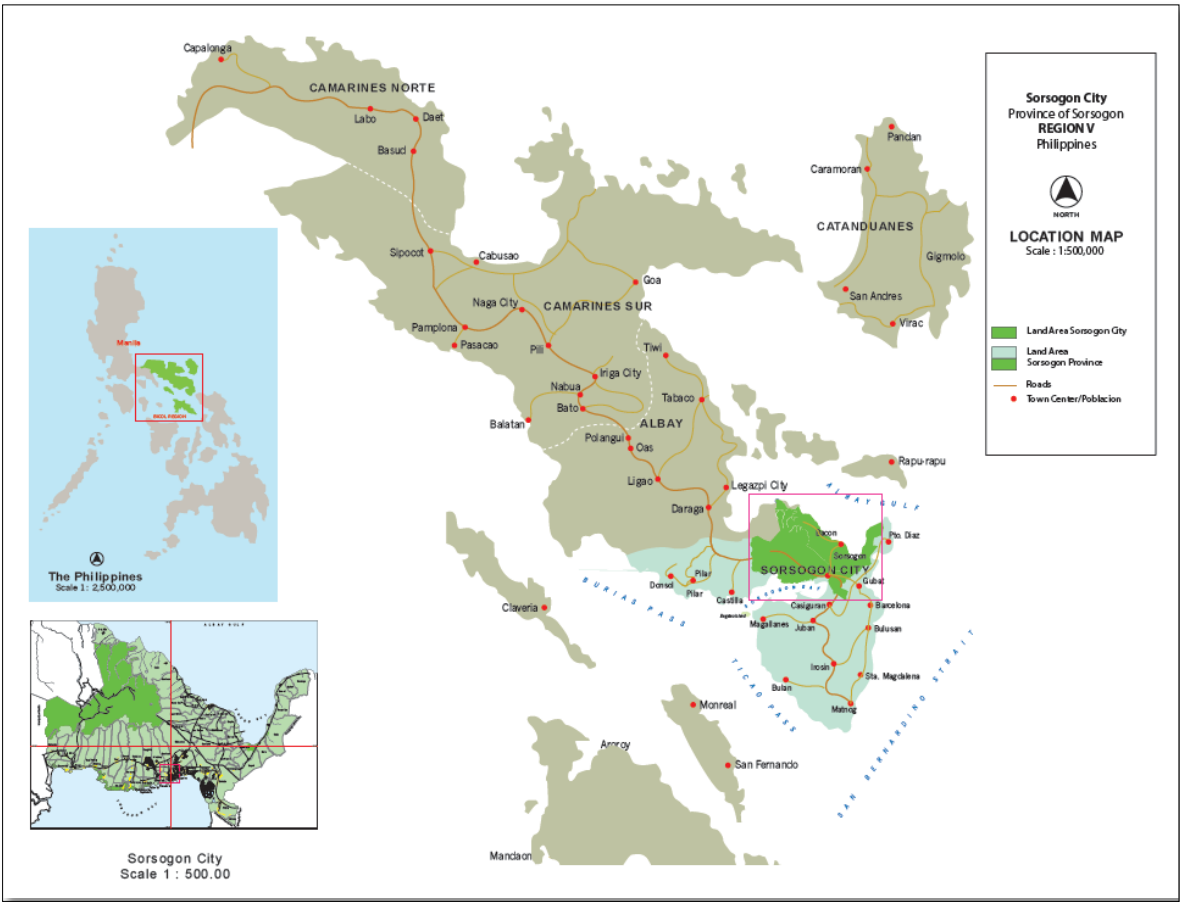 Capalonga
CAMARINES NORTE
Labo
Daet
Basud
Sipocot
Cabusao
Goa
Naga City
CAMARINES SUR
Pamplona
Pasacao
Pili
Tiwi
Iriga City
Nabua
Bato
Tabaco
Balatan
ALBAY
Polangui
Oas
Ligao
Legazpi City
Daraga
Rapu-rapu
ALBAY GULF
Pandan
Caramoran
CATANDUANES
Gigmolo
San Andres
Virac
Sorsogon City
Province of Sorsogon
REGION V
Philippines
NORTH
LOCATION MAP
Scale : 1:500,000
Land Area Sorsogon City
Land Area
Sorsogon Province
Roads
Town Center/Poblacion
Manila
The Philippines
Scale 1: 2,500,000
Pto. Diaz
Sorsogon
SORSOGON CITY
Gubat
Donsol
Pilar
Pilar
Castilla
Casiguran
Barcelona
Magallanes
Juban
Bulusan
Irosin
Sta. Magdalena
Bulan
Matnog
BURIAS PASS
TICAO PASS
SAN BERNARDINO STRAIT
Claveria
Monreal
Aroroy
San Fernando
Mandaon
ALBAY GULF
Sorsogon City
Scale 1 : 500.00